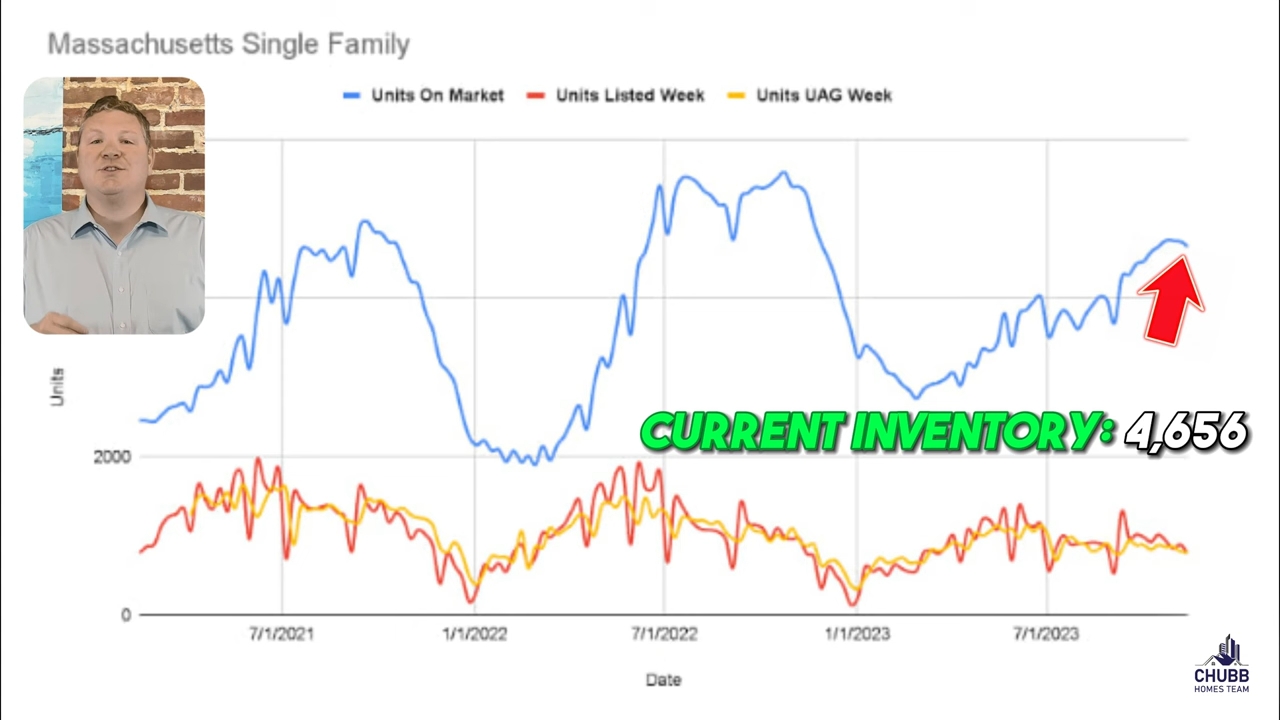 Massachusetts Single Family
Units On Market Units Listed Week Units UAG Week
Units
2000
CURRENT INVENTORY: 4,656
0
7/1/2021 1/1/2022 7/1/2022 1/1/2023 7/1/2023
Date
CHUBB
HOMES TEAM